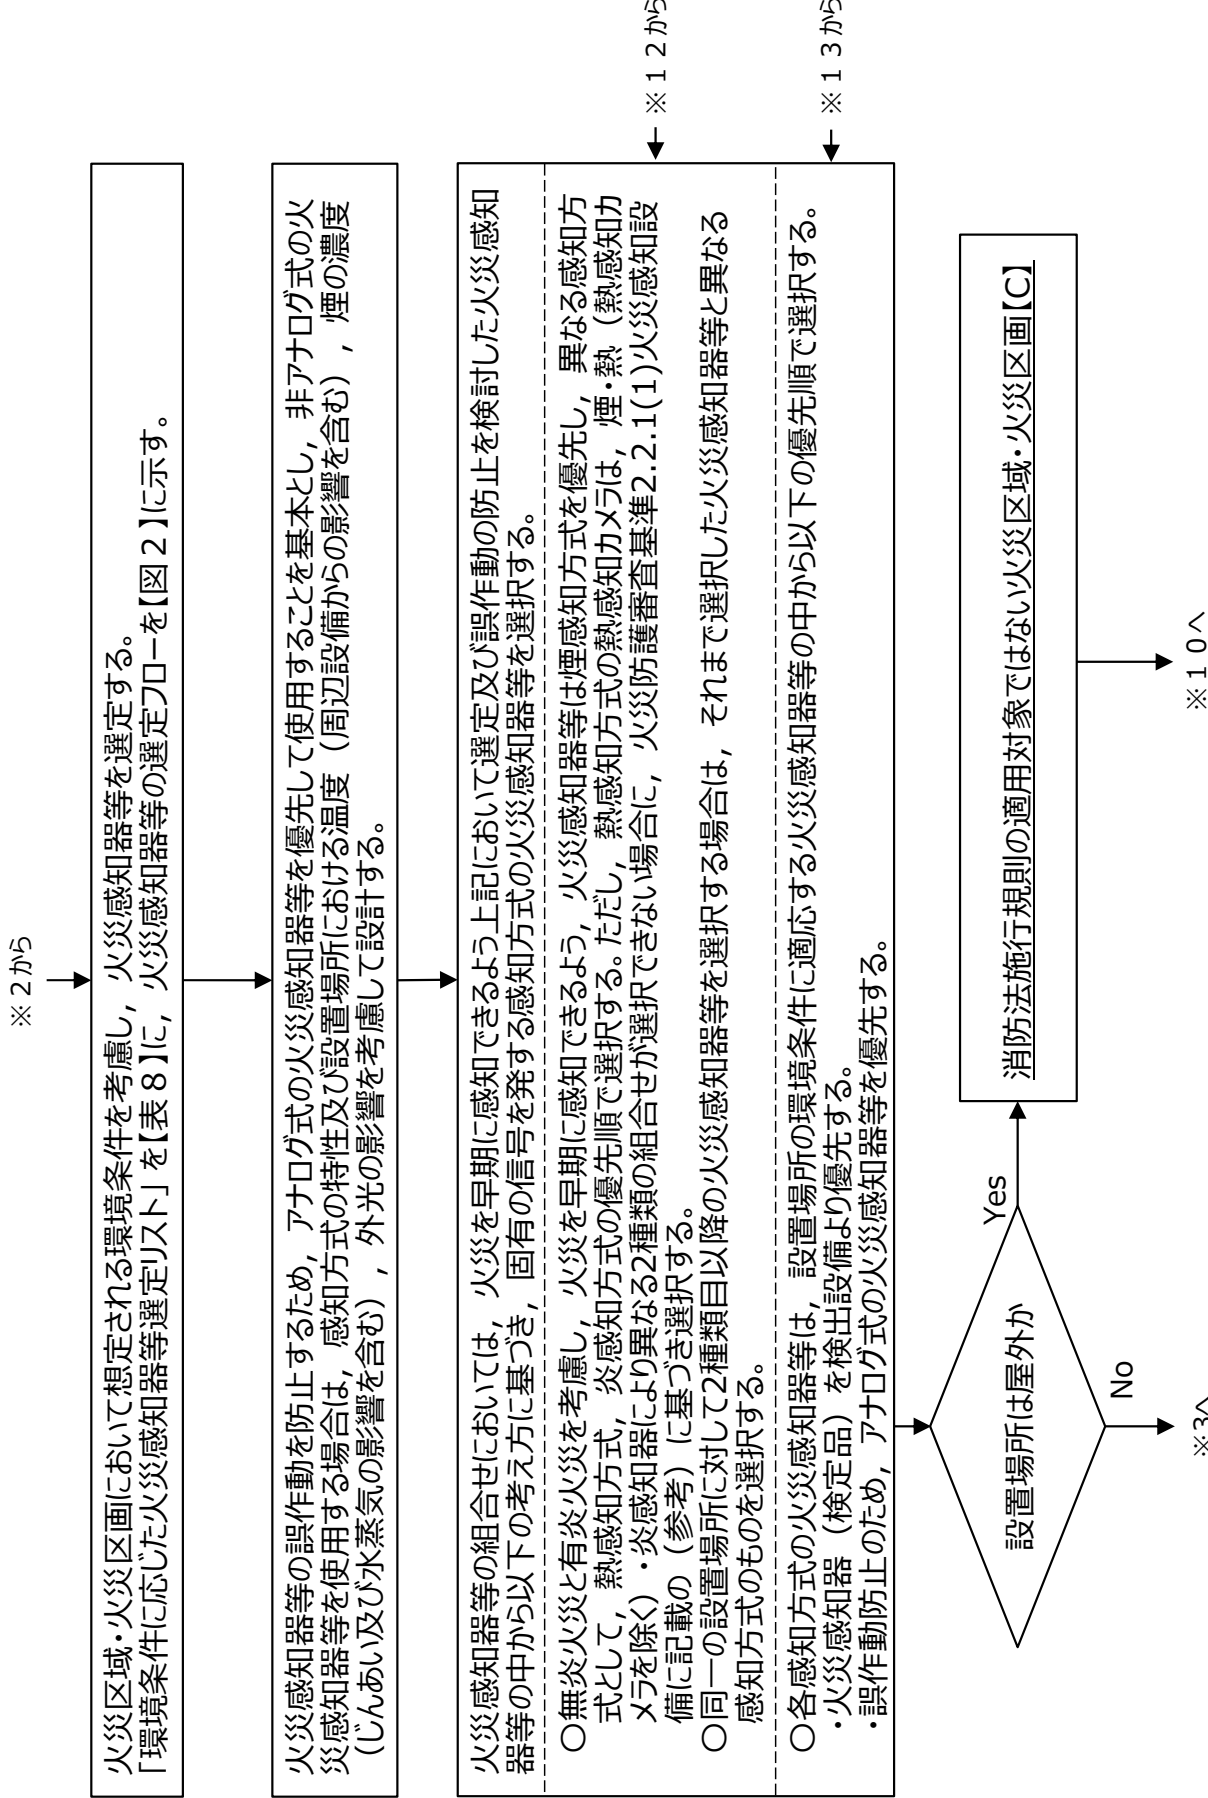 ※２から
火災区域・火災区画において想定される環境条件を考慮し，火災感知器等を選定する。
「環境条件に応じた火災感知器等選定リスト」を【表８】に，火災感知器等の選定フローを【図２】に示す。
火災感知器等の誤作動を防止するため，アナログ式の火災感知器等を優先して使用することを基本とし，非アナログ式の火
災感知器等を使用する場合は，感知方式の特性及び設置場所における温度（周辺設備からの影響を含む），煙の濃度
（じんあい及び水蒸気の影響を含む），外光の影響を考慮して設計する。
火災感知器等の組合せにおいては，火災を早期に感知できるよう上記において選定及び誤作動の防止を検討した火災感知
器等の中から以下の考え方に基づき，固有の信号を発する感知方式の火災感知器等を選択する。
〇無炎火災と有炎火災を考慮し，火災を早期に感知できるよう，火災感知器等は煙感知方式を優先し，異なる感知方
式として，熱感知方式，炎感知方式の優先順で選択する。ただし，熱感知方式の熱感知カメラは，煙・熱（熱感知カ
メラを除く）・炎感知器により異なる2種類の組合せが選択できない場合に，火災防護審査基準2.2.1(1)火災感知設
備に記載の（参考）に基づき選択する。
〇同一の設置場所に対して2種類目以降の火災感知器等を選択する場合は，それまで選択した火災感知器等と異なる
感知方式のものを選択する。
←※１２から
〇各感知方式の火災感知器等は，設置場所の環境条件に適応する火災感知器等の中から以下の優先順で選択する。
・火災感知器（検定品）を検出設備より優先する。
・誤作動防止のため，アナログ式の火災感知器等を優先する。
←※１３から
設置場所は屋外か
Yes
No
消防法施行規則の適用対象ではない火災区域・火災区画【C】
※３へ
※１０へ